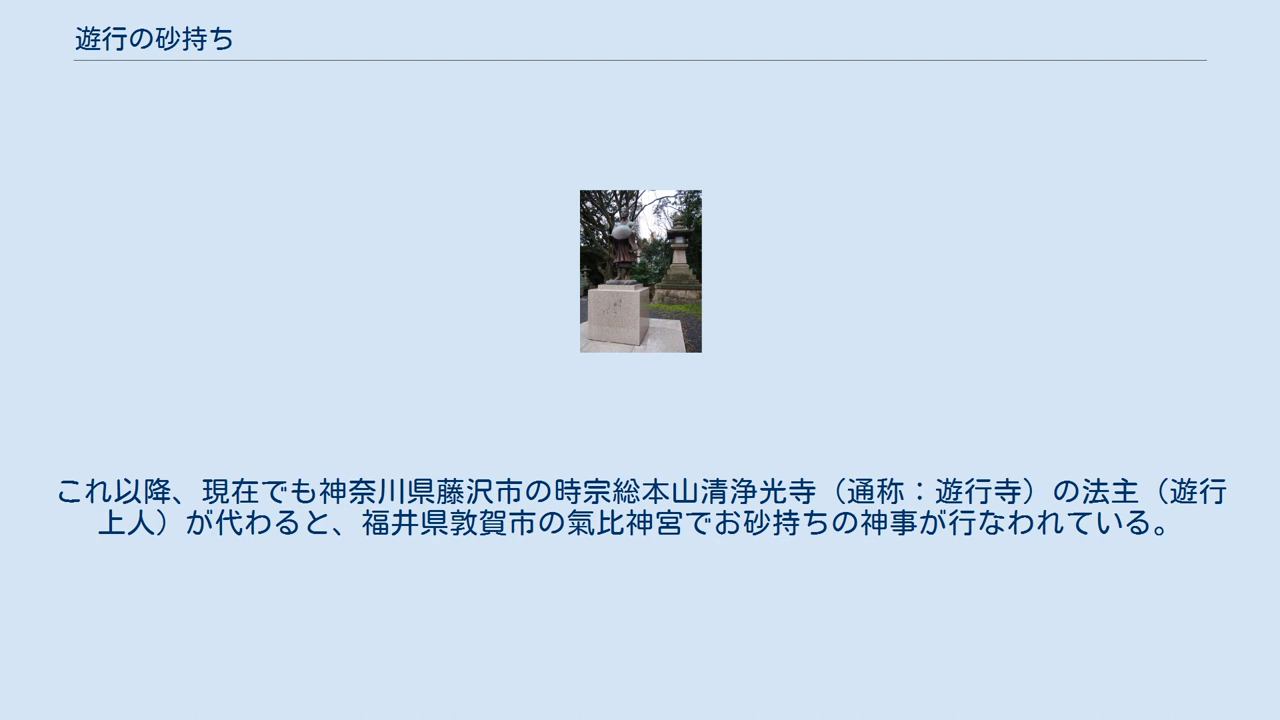 遊行の砂持ち
これ以降、現在でも神奈川県藤沢市の時宗総本山清浄光寺（通称：遊行寺）の法主（遊行
上人）が代わると、福井県敦賀市の氣比神宮でお砂持ちの神事が行なわれている。